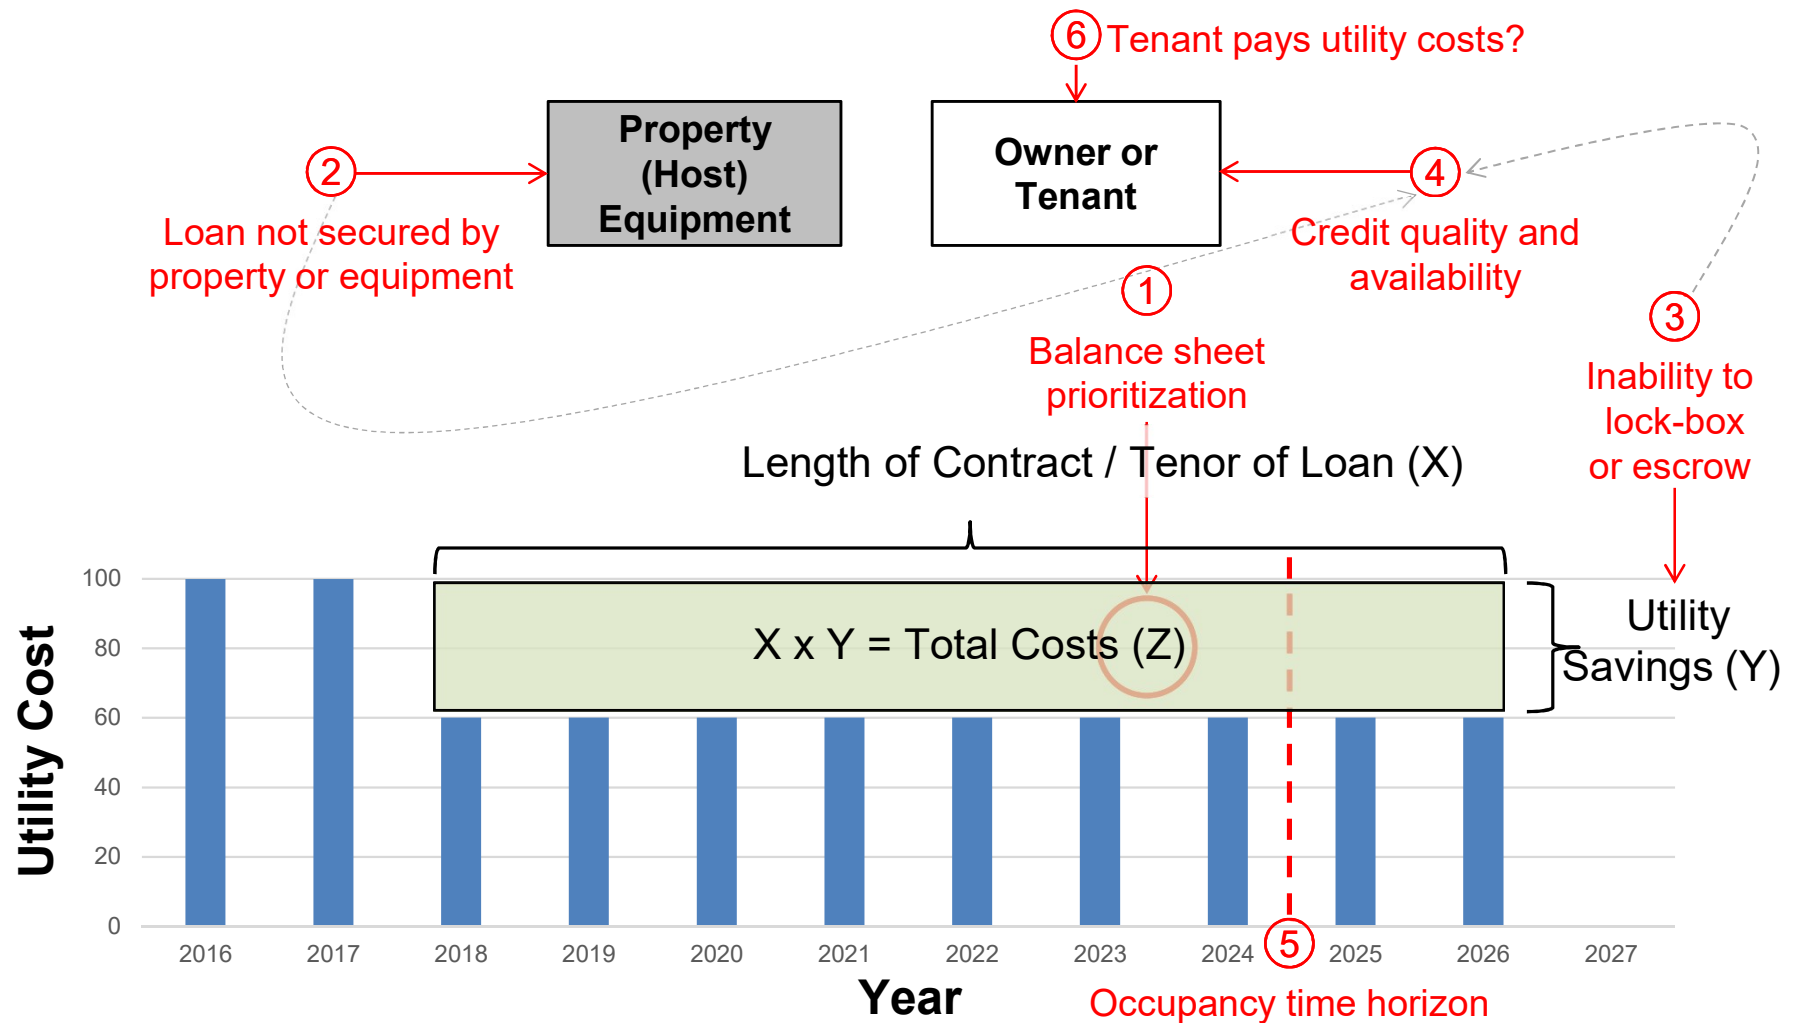 ⑥ Tenant pays utility costs?
Property
(Host)
Equipment
Owner or
Tenant
②
Loan not secured by
property or equipment
④
Credit quality and
availability
①
Balance sheet
prioritization
③
Inability to
lock-box
or escrow
Length of Contract / Tenor of Loan (X)
X x Y = Total Costs (Z)
Utility
Savings (Y)
Utility Cost
100
80
60
40
20
0
2016 2017 2018 2019 2020 2021 2022 2023 2024 2025 2026 2027
⑤
Year
Occupancy time horizon